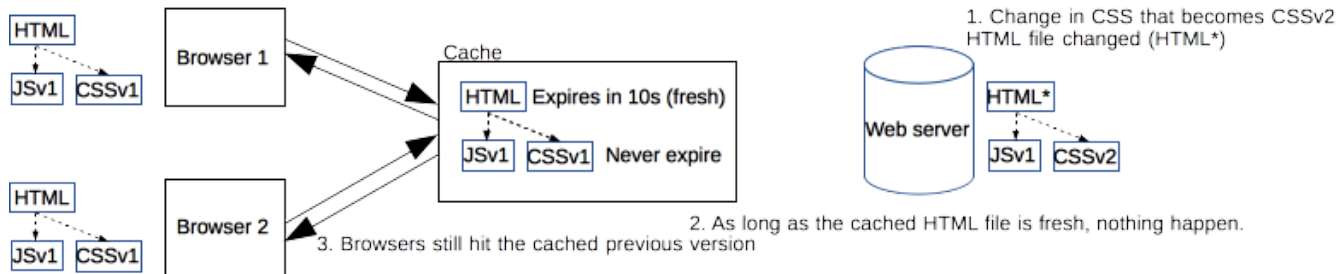 1. Change in CSS that becomes CSSv2
HTML file changed (HTML*)
HTML
JSv1
CSSv1
Browser 1
Cache
HTML Expires in 10s (fresh)
JSv1
CSSv1
Never expire
Web server
HTML*
JSv1
CSSv2
HTML
JSv1
CSSv1
Browser 2
2. As long as the cached HTML file is fresh, nothing happen.
3. Browsers still hit the cached previous version